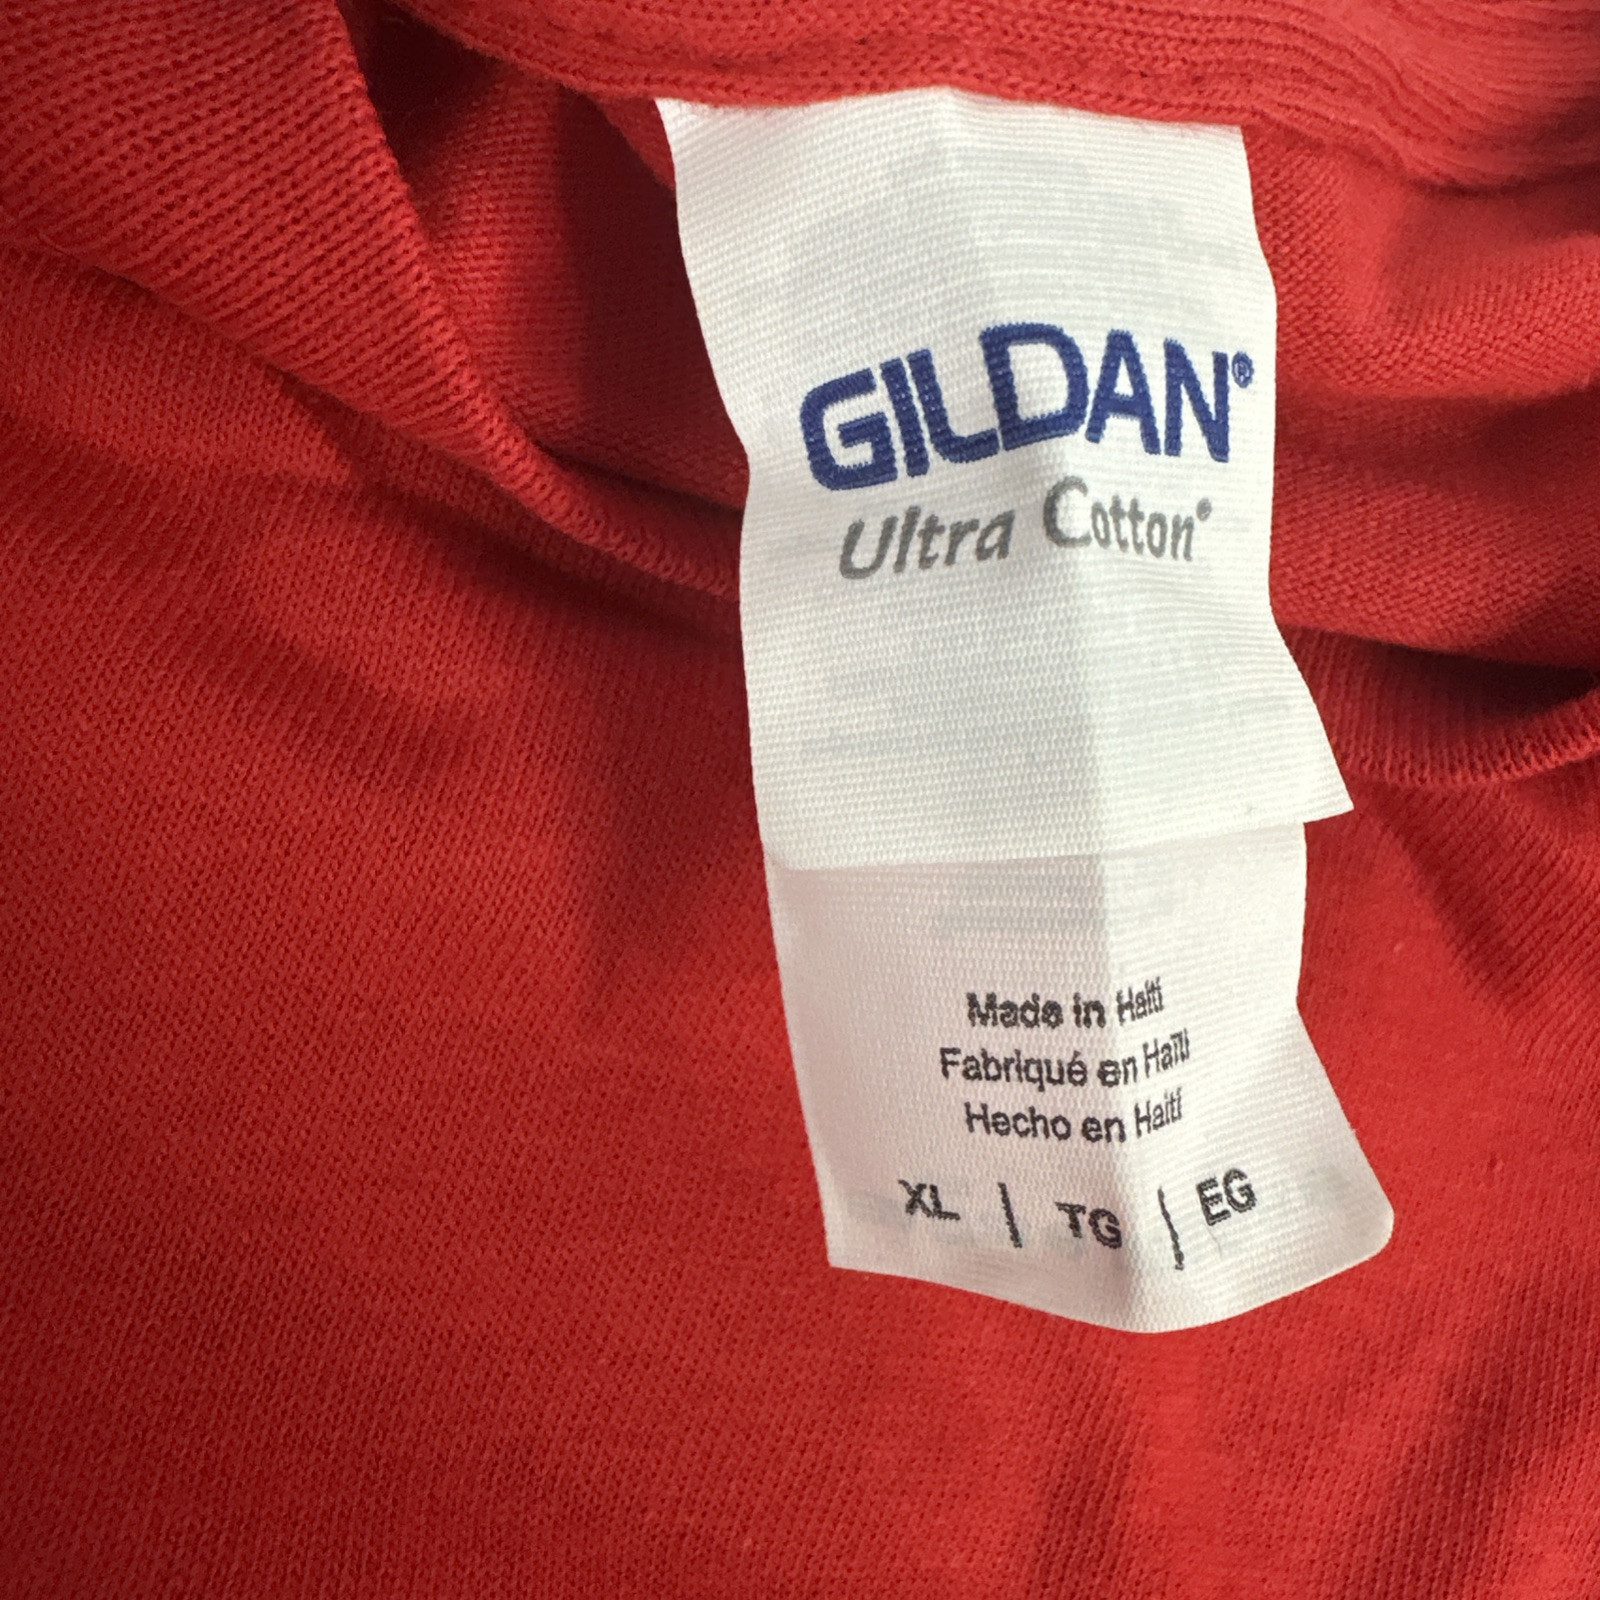 GILDAN®
Ultra Cotton®
Made in Haiti
Fabriqué en Haïti
Hecho en Haití
XL | TG | EG